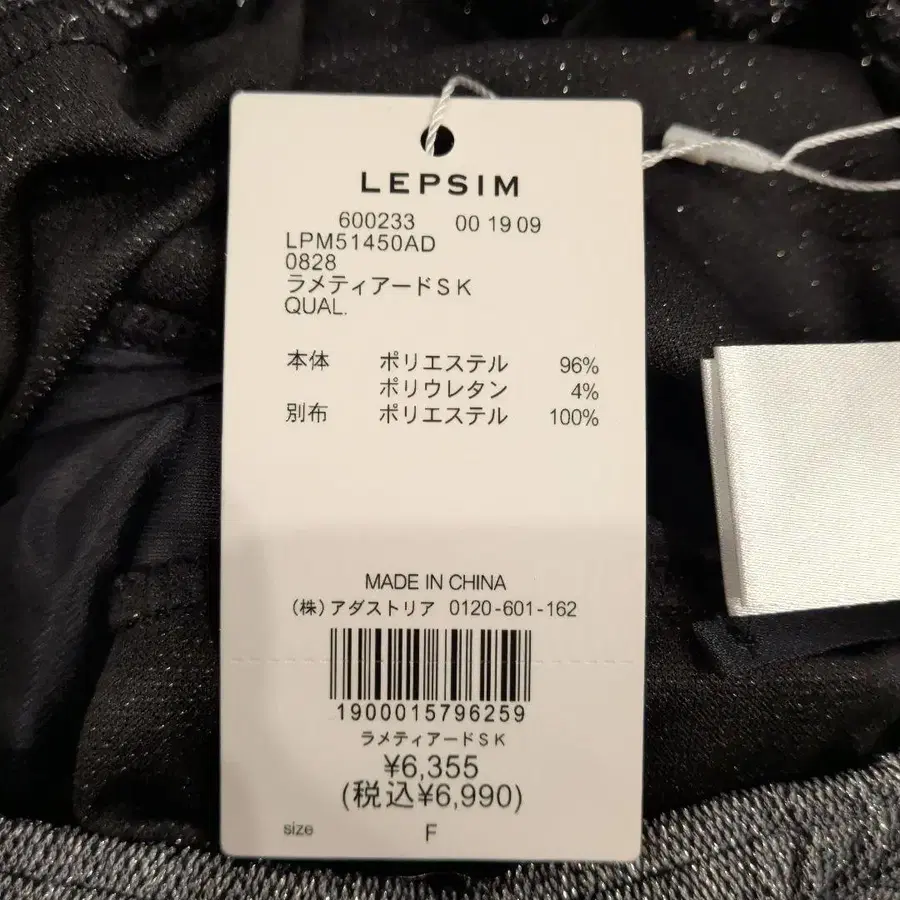 LEPSIM
600233 00 19 09
LPM51450AD
0828
ラメティアードSK
QUAL.
本体 ポリエステル 96%
ポリウレタン 4%
別布 ポリエステル 100%
MADE IN CHINA
(株)アダストリア 0120-601-162
1900015796259
ラメティアードSK
¥6,355
(税込¥6,990)
size F